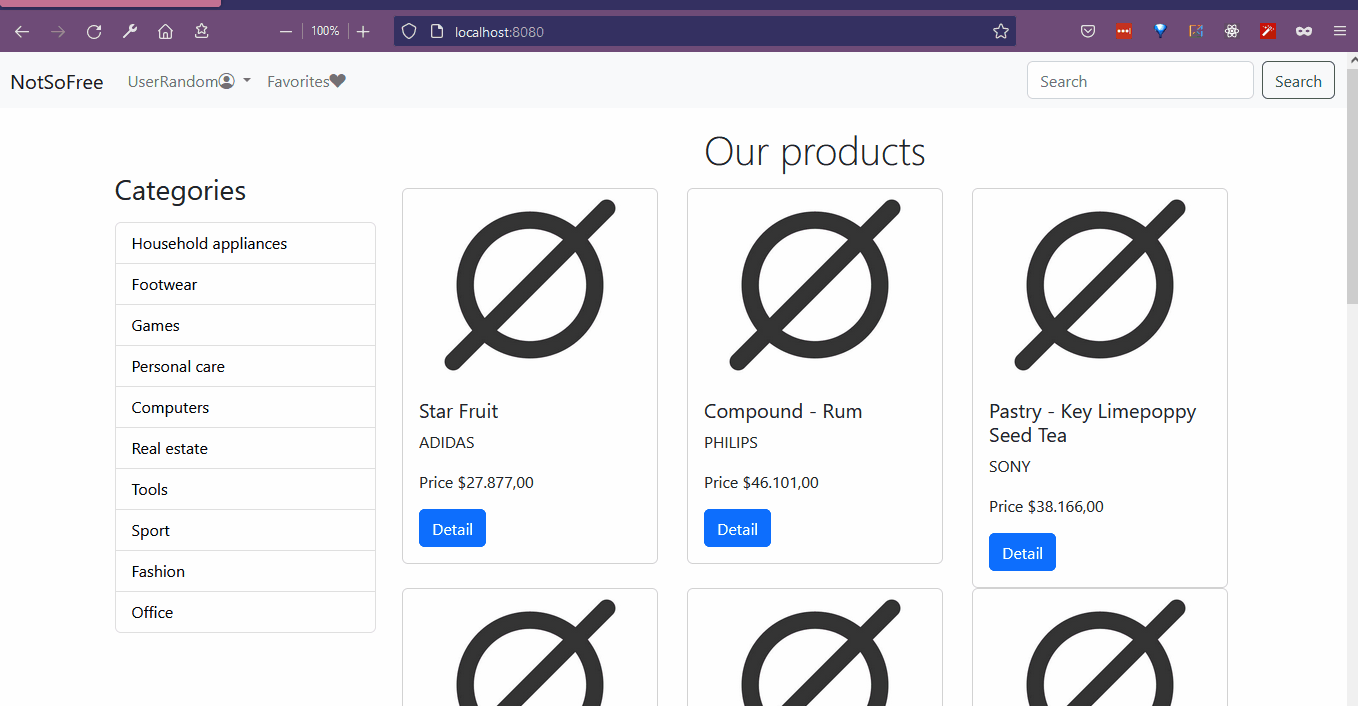 100%
localhost:8080
NotSoFree UserRandom Favorites Search Search
Our products
Categories
Household appliances
Footwear
Games
Personal care
Computers
Real estate
Tools
Sport
Fashion
Office
Star Fruit
ADIDAS
Price $27.877,00
Detail
Compound - Rum
PHILIPS
Price $46.101,00
Detail
Pastry - Key Limepoppy
Seed Tea
SONY
Price $38.166,00
Detail